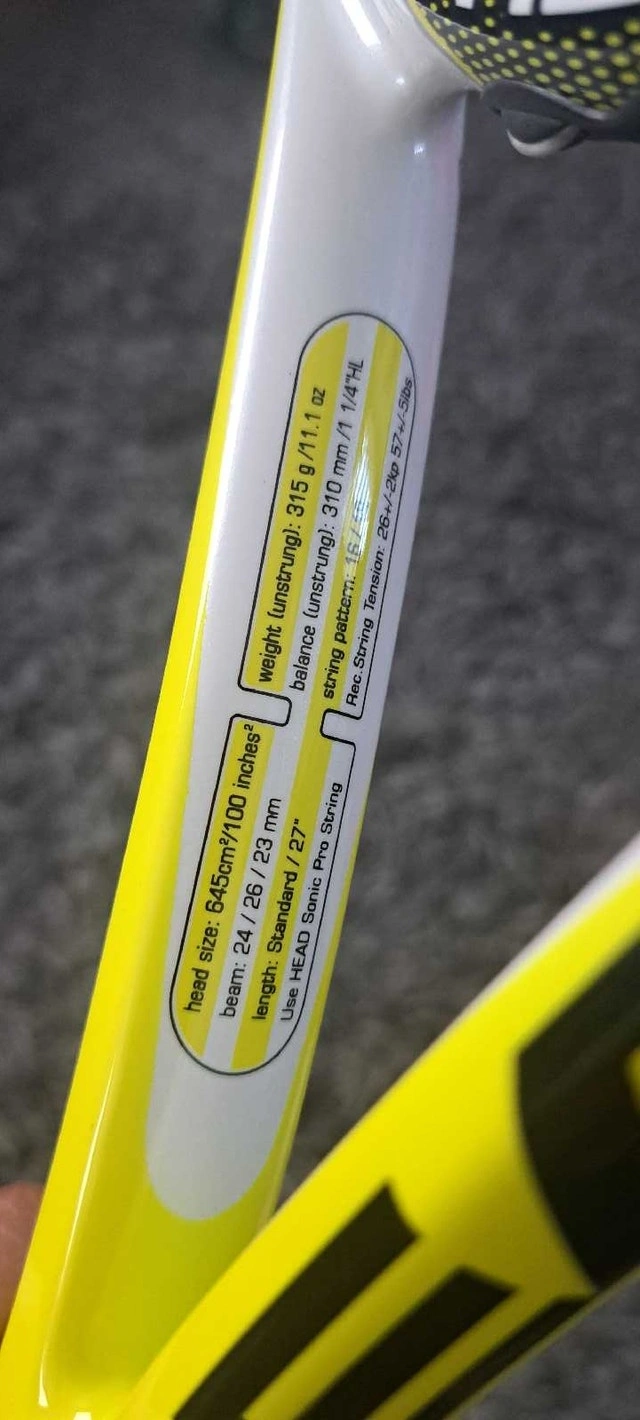 head size: 645cm²/100 inches²
beam: 24 / 26 / 23 mm
length: Standard / 27"
Use HEAD Sonic Pro String
weight (unstrung): 315 g /11.1 oz
balance (unstrung): 310 mm /1 1/4"HL
string pattern: 16 /
Rec.String Tension: 26+/-2kp 57+/-5lbs